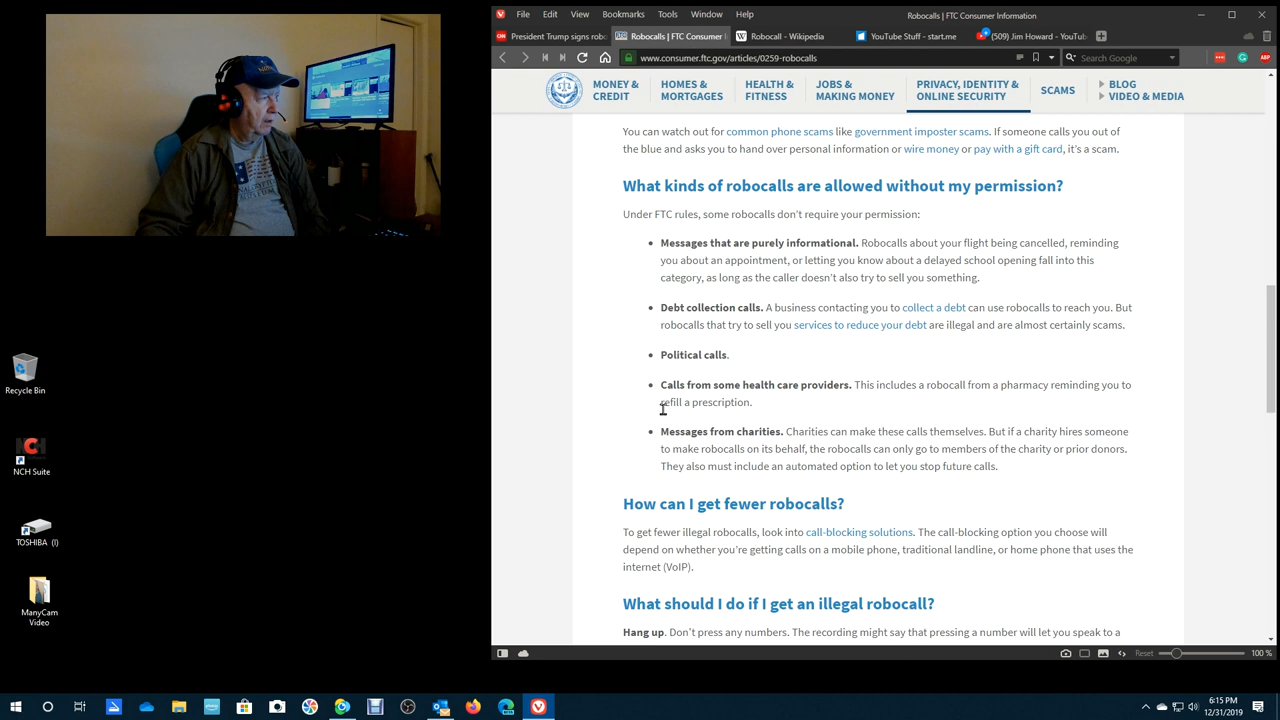 File Edit View Bookmarks Tools Window Help Robocalls | FTC Consumer Information
President Trump signs robo Robocalls | FTC Consumer Robocall - Wikipedia YouTube Stuff - start.me (509) Jim Howard - YouTub
www.consumer.ftc.gov/articles/0259-robocalls Search Google
MONEY & CREDIT
HOMES & MORTGAGES
HEALTH & FITNESS
JOBS & MAKING MONEY
PRIVACY, IDENTITY & ONLINE SECURITY
SCAMS
BLOG
VIDEO & MEDIA
You can watch out for common phone scams like government imposter scams. If someone calls you out of
the blue and asks you to hand over personal information or wire money or pay with a gift card, it's a scam.
What kinds of robocalls are allowed without my permission?
Under FTC rules, some robocalls don't require your permission:
Messages that are purely informational. Robocalls about your flight being cancelled, reminding
you about an appointment, or letting you know about a delayed school opening fall into this
category, as long as the caller doesn't also try to sell you something.
Debt collection calls. A business contacting you to collect a debt can use robocalls to reach you. But
robocalls that try to sell you services to reduce your debt are illegal and are almost certainly scams.
Political calls.
Calls from some health care providers. This includes a robocall from a pharmacy reminding you to
refill a prescription.
Messages from charities. Charities can make these calls themselves. But if a charity hires someone
to make robocalls on its behalf, the robocalls can only go to members of the charity or prior donors.
They also must include an automated option to let you stop future calls.
How can I get fewer robocalls?
To get fewer illegal robocalls, look into call-blocking solutions. The call-blocking option you choose will
depend on whether you're getting calls on a mobile phone, traditional landline, or home phone that uses the
internet (VoIP).
What should I do if I get an illegal robocall?
Hang up. Don't press any numbers. The recording might say that pressing a number will let you speak to a
Reset 100 %
Recycle Bin
NCH Suite
TOSHIBA (I)
ManyCam
Video
6:15 PM
12/31/2019